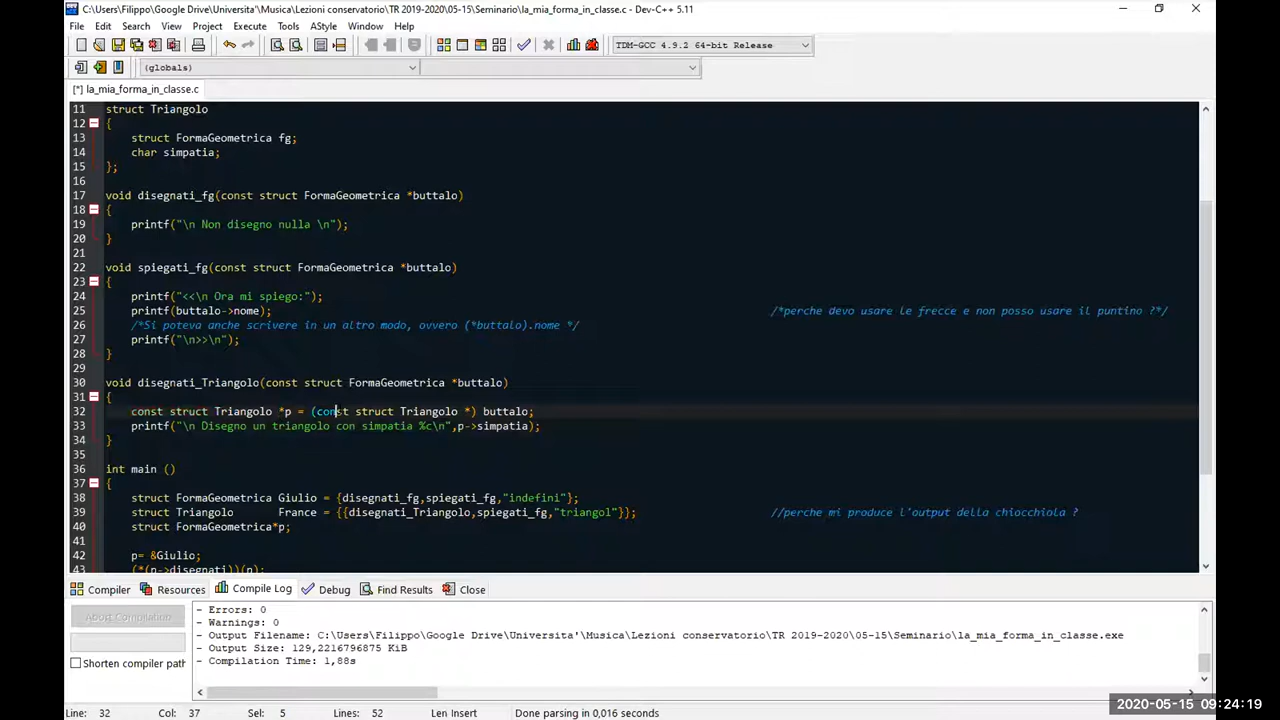 C:\Users\Filippo\Google Drive\Universita'\Musica\Lezioni conservatorio\TR 2019-2020\05-15\Seminario\la_mia_forma_in_classe.c - Dev-C++ 5.11
File Edit Search View Project Execute Tools AStyle Window Help
TDM-GCC 4.9.2 64-bit Release
(globals)
[*] la_mia_forma_in_classe.c
11 struct Triangolo
12 {
13 struct FormaGeometrica fg;
14 char simpatia;
15 };
16
17 void disegnati_fg(const struct FormaGeometrica *buttalo)
18 {
19 printf("\n Non disegno nulla \n");
20 }
21
22 void spiegati_fg(const struct FormaGeometrica *buttalo)
23 {
24 printf("<<\n Ora mi spiego:");
25 printf(buttalo->nome); /*perche devo usare le frecce e non posso usare il puntino ?*/
26 /*Si poteva anche scrivere in un altro modo, ovvero (*buttalo).nome */
27 printf("\n>>\n");
28 }
29
30 void disegnati_Triangolo(const struct FormaGeometrica *buttalo)
31 {
32 const struct Triangolo *p = (const struct Triangolo *) buttalo;
33 printf("\n Disegno un triangolo con simpatia %c\n",p->simpatia);
34 }
35
36 int main ()
37 {
38 struct FormaGeometrica Giulio = {disegnati_fg,spiegati_fg,"indefini"};
39 struct Triangolo France = {{disegnati_Triangolo,spiegati_fg,"triangol"}}; //perche mi produce l'output della chiocchiola ?
40 struct FormaGeometrica*p;
41
42 p= &Giulio;
43 (*(p->disegnati))(p);
Compiler Resources Compile Log Debug Find Results Close
Abort Compilation
Shorten compiler path
- Errors: 0
- Warnings: 0
- Output Filename: C:\Users\Filippo\Google Drive\Universita'\Musica\Lezioni conservatorio\TR 2019-2020\05-15\Seminario\la_mia_forma_in_classe.exe
- Output Size: 129,2216796875 KiB
- Compilation Time: 1,88s
Line: 32 Col: 37 Sel: 5 Lines: 52 Len Insert Done parsing in 0,016 seconds
2020-05-15 09:24:19